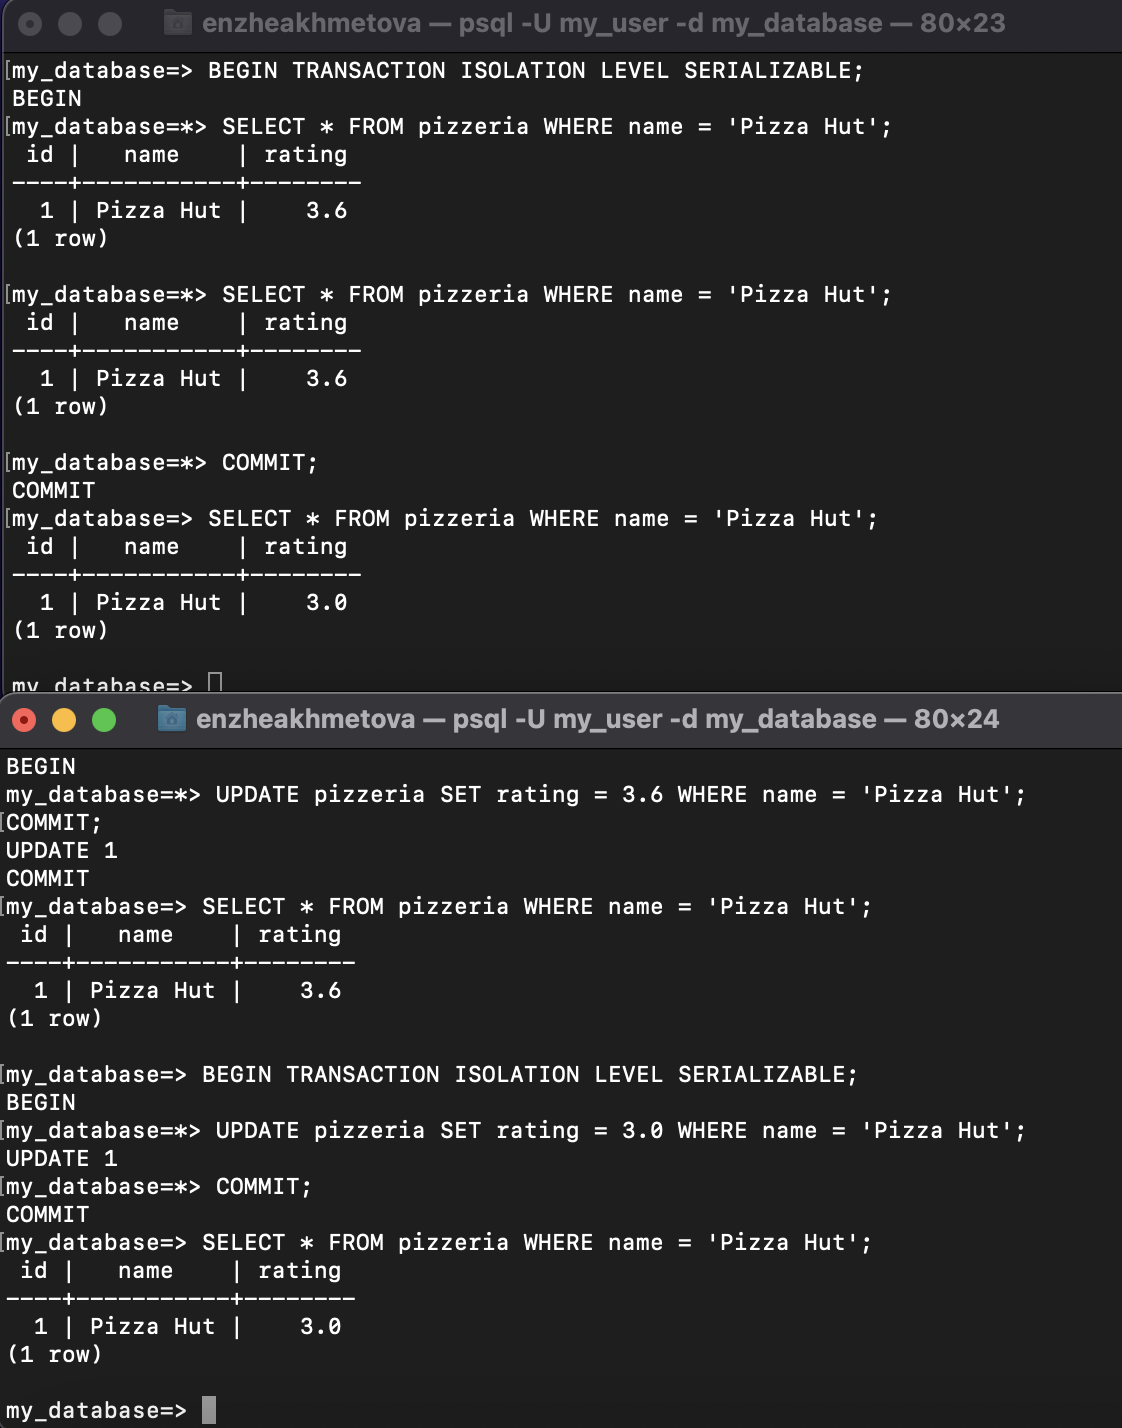 enzheakhmetova — psql -U my_user -d my_database — 80×23
my_database=> BEGIN TRANSACTION ISOLATION LEVEL SERIALIZABLE;
BEGIN
my_database=*> SELECT * FROM pizzeria WHERE name = 'Pizza Hut';
 id |   name    | rating
----+-----------+--------
  1 | Pizza Hut |    3.6
(1 row)
my_database=*> SELECT * FROM pizzeria WHERE name = 'Pizza Hut';
 id |   name    | rating
----+-----------+--------
  1 | Pizza Hut |    3.6
(1 row)
my_database=*> COMMIT;
COMMIT
my_database=> SELECT * FROM pizzeria WHERE name = 'Pizza Hut';
 id |   name    | rating
----+-----------+--------
  1 | Pizza Hut |    3.0
(1 row)
my_database=>
enzheakhmetova — psql -U my_user -d my_database — 80×24
BEGIN
my_database=*> UPDATE pizzeria SET rating = 3.6 WHERE name = 'Pizza Hut';
COMMIT;
UPDATE 1
COMMIT
my_database=> SELECT * FROM pizzeria WHERE name = 'Pizza Hut';
 id |   name    | rating
----+-----------+--------
  1 | Pizza Hut |    3.6
(1 row)
my_database=> BEGIN TRANSACTION ISOLATION LEVEL SERIALIZABLE;
BEGIN
my_database=*> UPDATE pizzeria SET rating = 3.0 WHERE name = 'Pizza Hut';
UPDATE 1
my_database=*> COMMIT;
COMMIT
my_database=> SELECT * FROM pizzeria WHERE name = 'Pizza Hut';
 id |   name    | rating
----+-----------+--------
  1 | Pizza Hut |    3.0
(1 row)
my_database=>